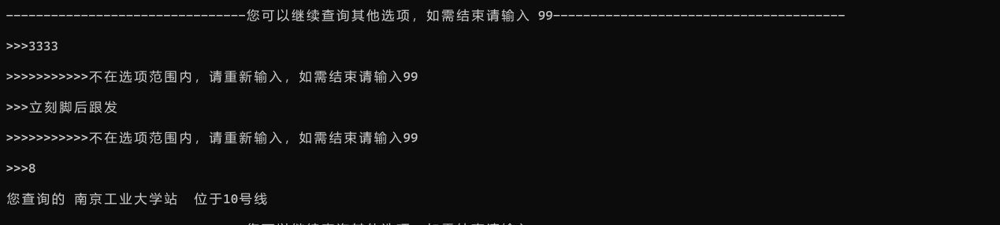 --------------------------------您可以继续查询其他选项，如需结束请输入 99---------------------------------------
>>>3333
>>>>>>>>>>>不在选项范围内，请重新输入，如需结束请输入99
>>>立刻脚后跟发
>>>>>>>>>>>不在选项范围内，请重新输入，如需结束请输入99
>>>8
您查询的 南京工业大学站  位于10号线